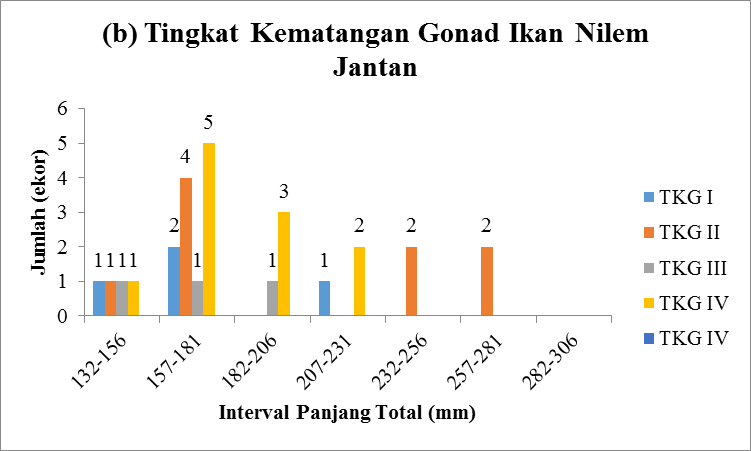 (b) Tingkat Kematangan Gonad Ikan Nilem
Jantan
Jumlah (ekor)
6
5
4
3
2
1
0
1 1 1 1
2 4 1 5
1 3
1 2
2
2
132-156
157-181
182-206
207-231
232-256
257-281
282-306
Interval Panjang Total (mm)
TKG I
TKG II
TKG III
TKG IV
TKG IV